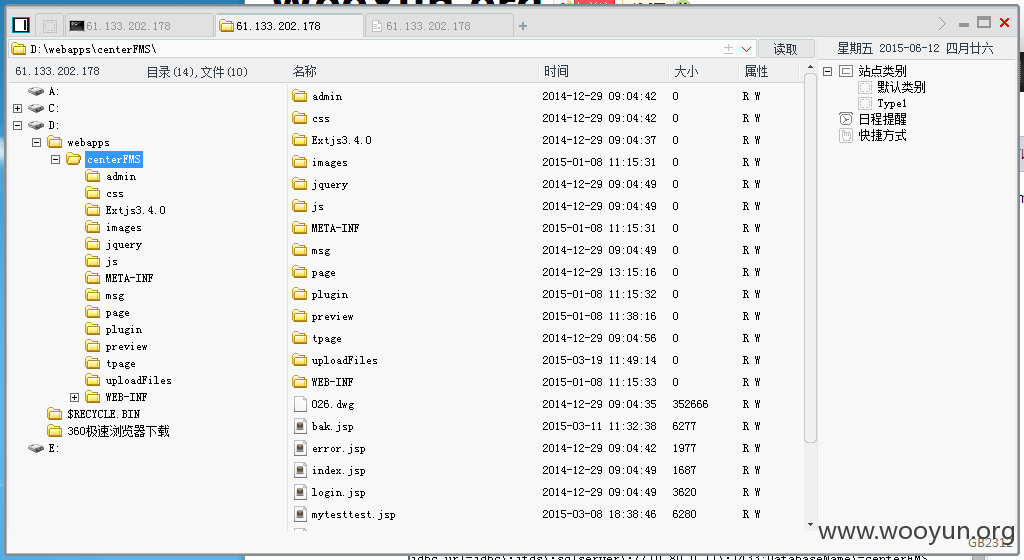 wooyun.org
61.133.202.178
61.133.202.178
61.133.202.178
D:\webapps\centerFMS\
读取
星期五 2015-06-12 四月廿六
61.133.202.178 目录(14),文件(10)
名称 时间 大小 属性
A:
C:
D:
webapps
centerFMS
admin
css
Extjs3.4.0
images
jquery
js
META-INF
msg
page
plugin
preview
tpage
uploadFiles
WEB-INF
$RECYCLE.BIN
360极速浏览器下载
E:
admin 2014-12-29 09:04:42 0 R W
css 2014-12-29 09:04:42 0 R W
Extjs3.4.0 2014-12-29 09:04:37 0 R W
images 2015-01-08 11:15:31 0 R W
jquery 2014-12-29 09:04:49 0 R W
js 2014-12-29 09:04:49 0 R W
META-INF 2015-01-08 11:15:31 0 R W
msg 2014-12-29 09:04:49 0 R W
page 2014-12-29 13:15:16 0 R W
plugin 2015-01-08 11:15:32 0 R W
preview 2015-01-08 11:38:16 0 R W
tpage 2014-12-29 09:04:56 0 R W
uploadFiles 2015-03-19 11:49:14 0 R W
WEB-INF 2015-01-08 11:15:33 0 R W
026.dwg 2014-12-29 09:04:35 352666 R W
bak.jsp 2015-03-11 11:32:38 6277 R W
error.jsp 2014-12-29 09:04:42 1977 R W
index.jsp 2014-12-29 09:04:49 1687 R W
login.jsp 2014-12-29 09:04:49 3620 R W
mytesttest.jsp 2015-03-08 18:38:46 6280 R W
站点类别
默认类别
Type1
日程提醒
快捷方式
www.wooyun.org
GB2312